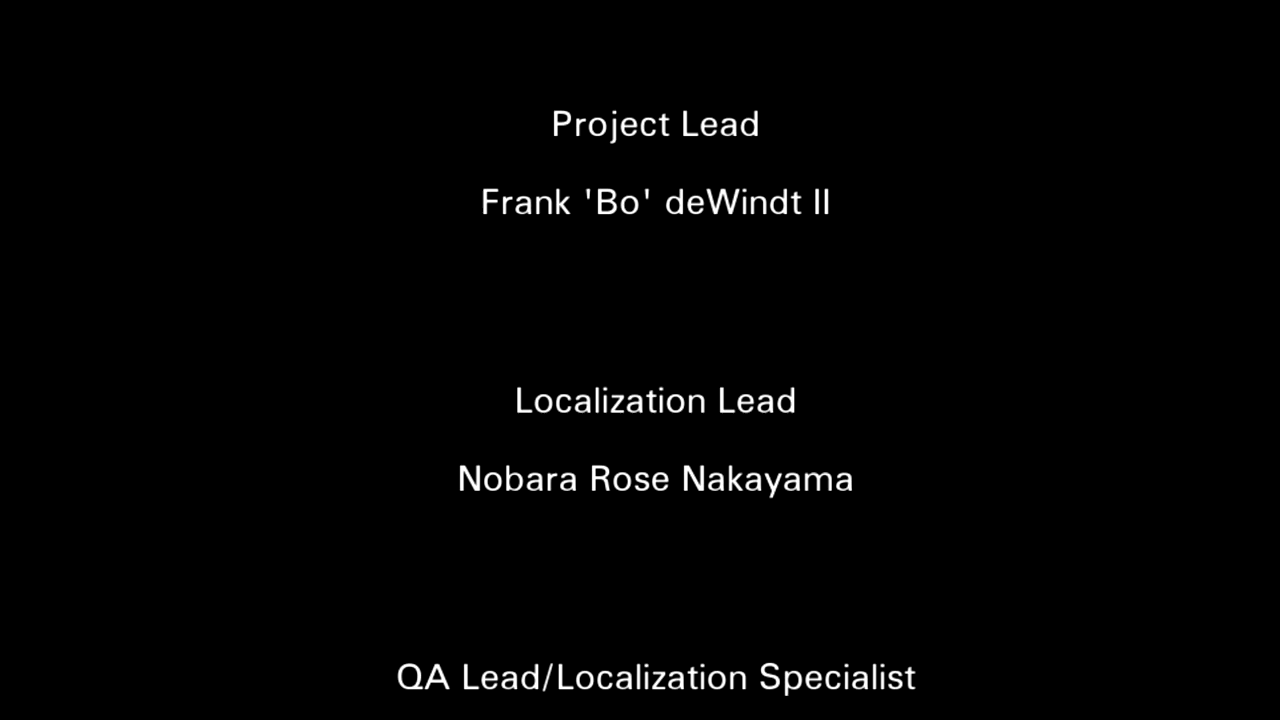 Project Lead
Frank 'Bo' deWindt II
Localization Lead
Nobara Rose Nakayama
QA Lead/Localization Specialist